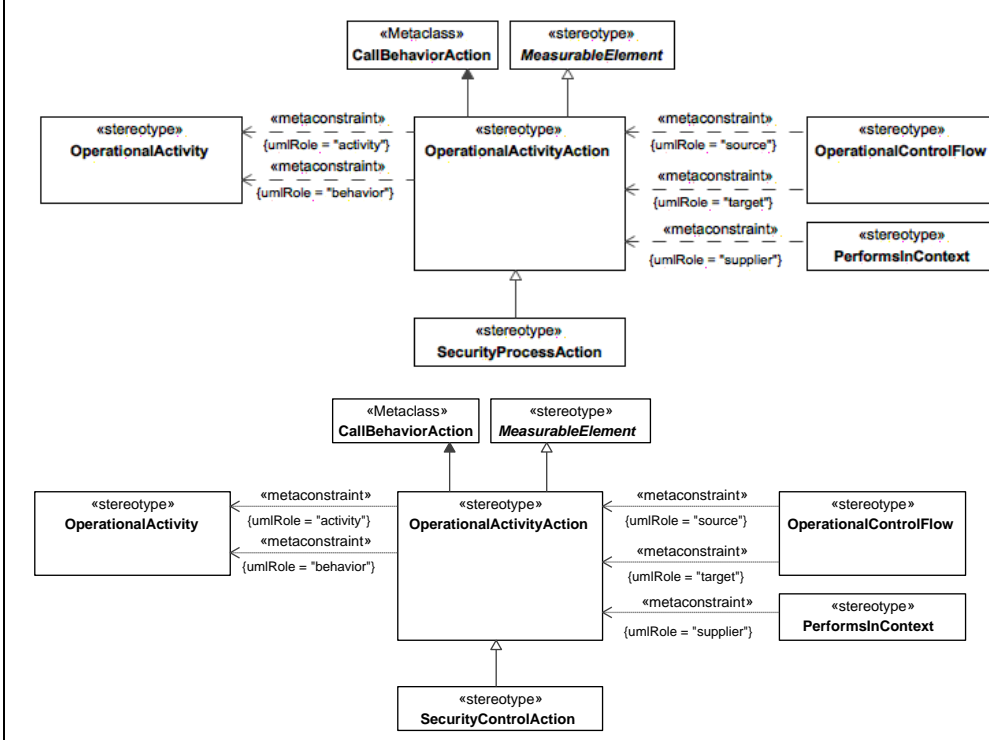 «Metaclass»
CallBehaviorAction
«stereotype»
MeasurableElement
«stereotype»
OperationalActivity
«metaconstraint»
{umlRole = "activity"}
«metaconstraint»
{umlRole = "behavior"}
«stereotype»
OperationalActivityAction
«metaconstraint»
{umlRole = "source"}
«metaconstraint»
{umlRole = "target"}
«metaconstraint»
{umlRole = "supplier"}
«stereotype»
OperationalControlFlow
«stereotype»
PerformsInContext
«stereotype»
SecurityProcessAction
«Metaclass»
CallBehaviorAction
«stereotype»
MeasurableElement
«stereotype»
OperationalActivity
«metaconstraint»
{umlRole = "activity"}
«metaconstraint»
{umlRole = "behavior"}
«stereotype»
OperationalActivityAction
«metaconstraint»
{umlRole = "source"}
«metaconstraint»
{umlRole = "target"}
«metaconstraint»
{umlRole = "supplier"}
«stereotype»
OperationalControlFlow
«stereotype»
PerformsInContext
«stereotype»
SecurityControlAction